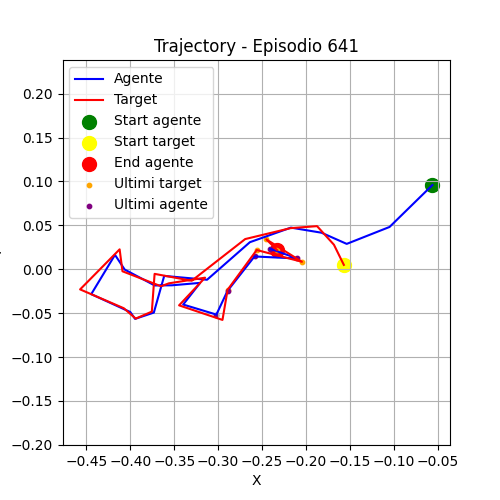 Trajectory - Episodio 641
Agente
Target
Start agente
Start target
End agente
Ultimi target
Ultimi agente
0.20
0.15
0.10
0.05
0.00
−0.05
−0.10
−0.15
−0.20
−0.45 −0.40 −0.35 −0.30 −0.25 −0.20 −0.15 −0.10 −0.05
X